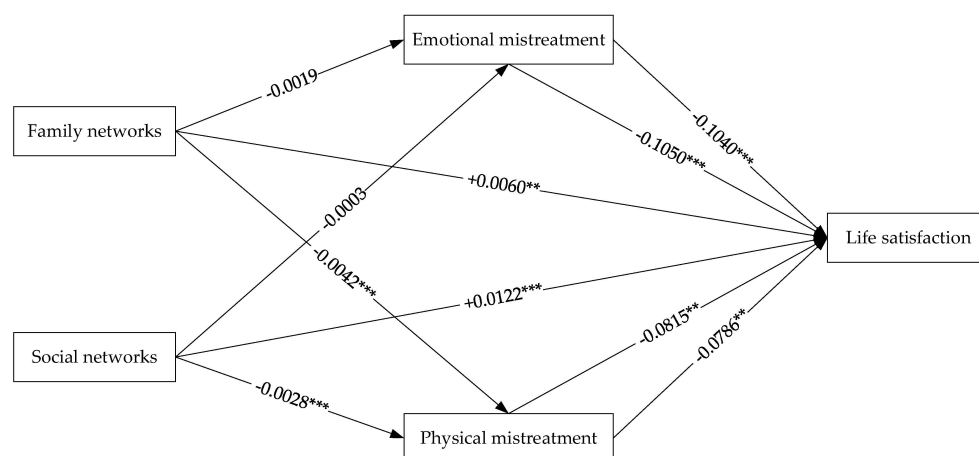 Emotional mistreatment
-0.0019
Family networks
-0.1040***
-0.1050***
+0.0060**
-0.0003
Life satisfaction
-0.0042***
+0.0122***
-0.0815**
-0.0786**
Social networks
-0.0028***
Physical mistreatment